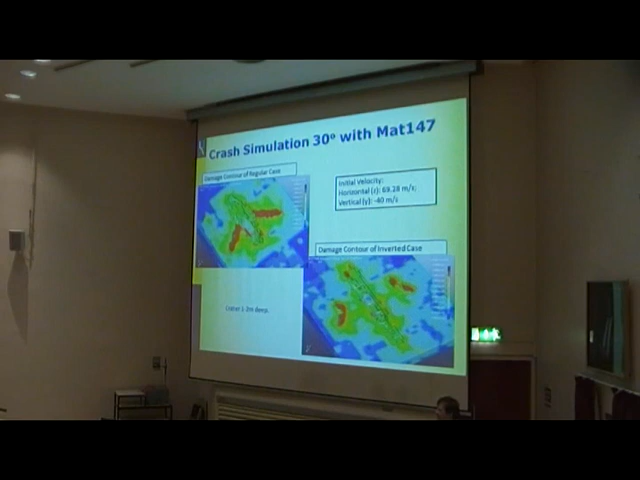 Crash Simulation 30° with Mat147
Damage Contour of Regular Case
Initial Velocity:
Horizontal (z): 69.28 m/s;
Vertical (y): -40 m/s
Damage Contour of Inverted Case